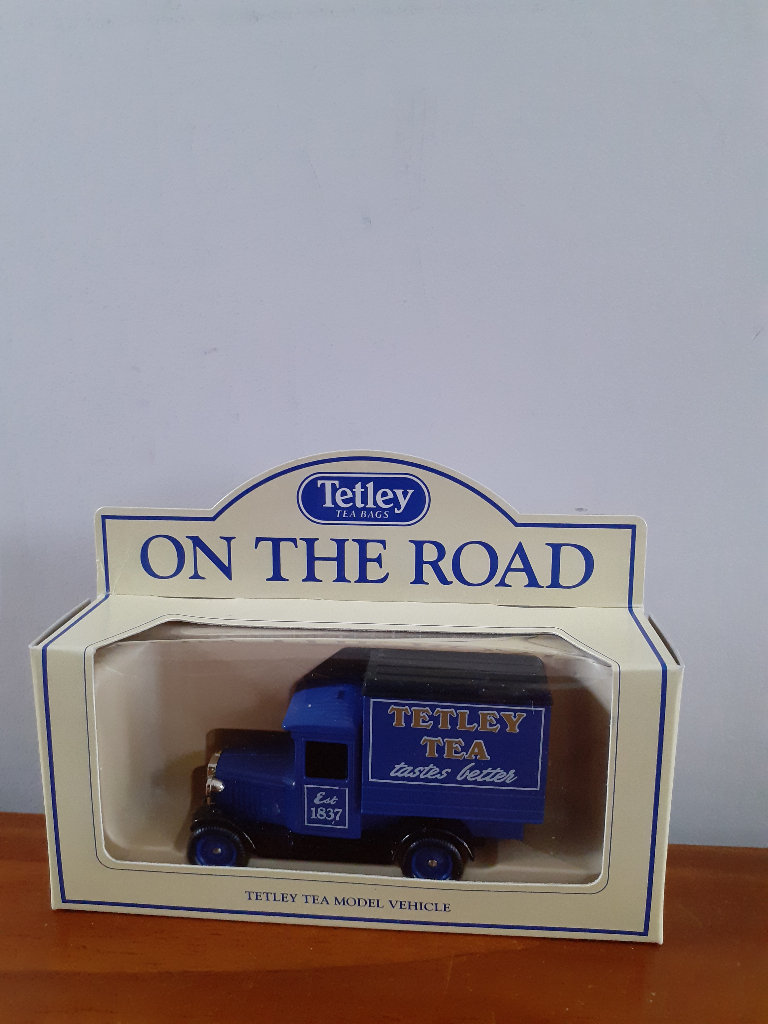 Tetley
TEA BAGS
ON THE ROAD
TETLEY
TEA
tastes better
Est
1837
TETLEY TEA MODEL VEHICLE